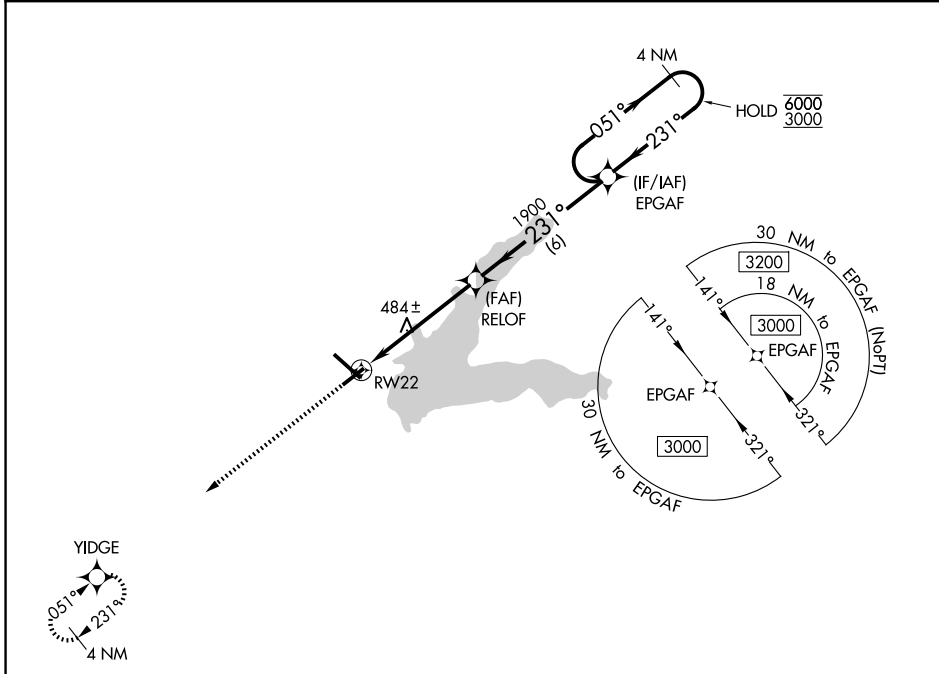 4 NM
HOLD 6000
3000
051°
231°
(IF/IAF)
EPGAF
1900
231°
(6)
(FAF)
RELOF
484±
RW22
30 NM to EPGAF (NoPT)
3200
18 NM to EPGAF
3000
141°
EPGAF
321°
141°
EPGAF
321°
3000
30 NM to EPGAF
YIDGE
051°
231°
4 NM